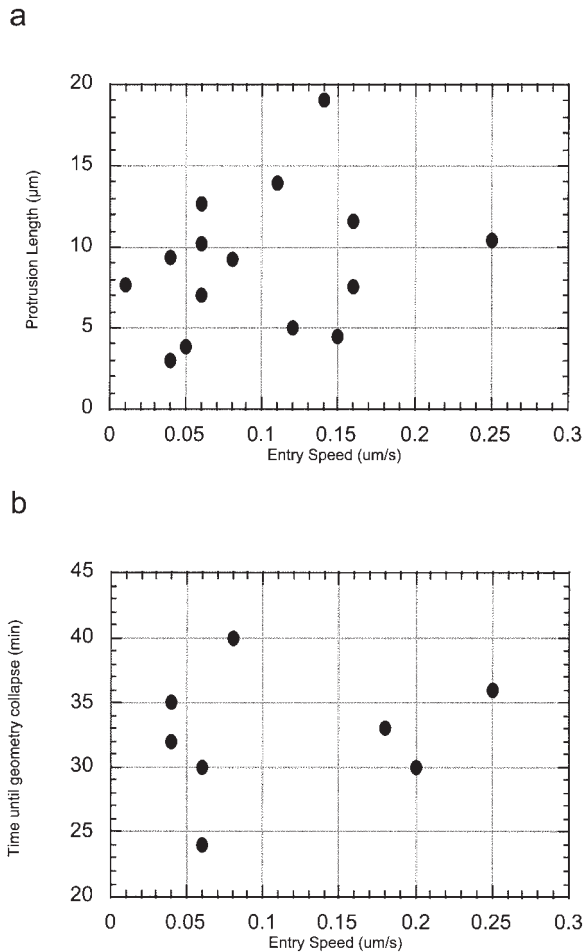 a
20
15
10
5
0
Protrusion Length (μm)
0 0.05 0.1 0.15 0.2 0.25 0.3
Entry Speed (um/s)
b
45
40
35
30
25
20
Time until geometry collapse (min)
0 0.05 0.1 0.15 0.2 0.25 0.3
Entry Speed (um/s)